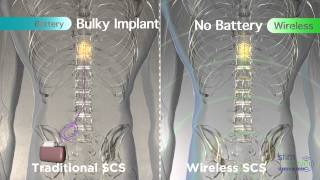 Battery
Bulky Implant
No Battery
Wireless
Traditional SCS
Wireless SCS